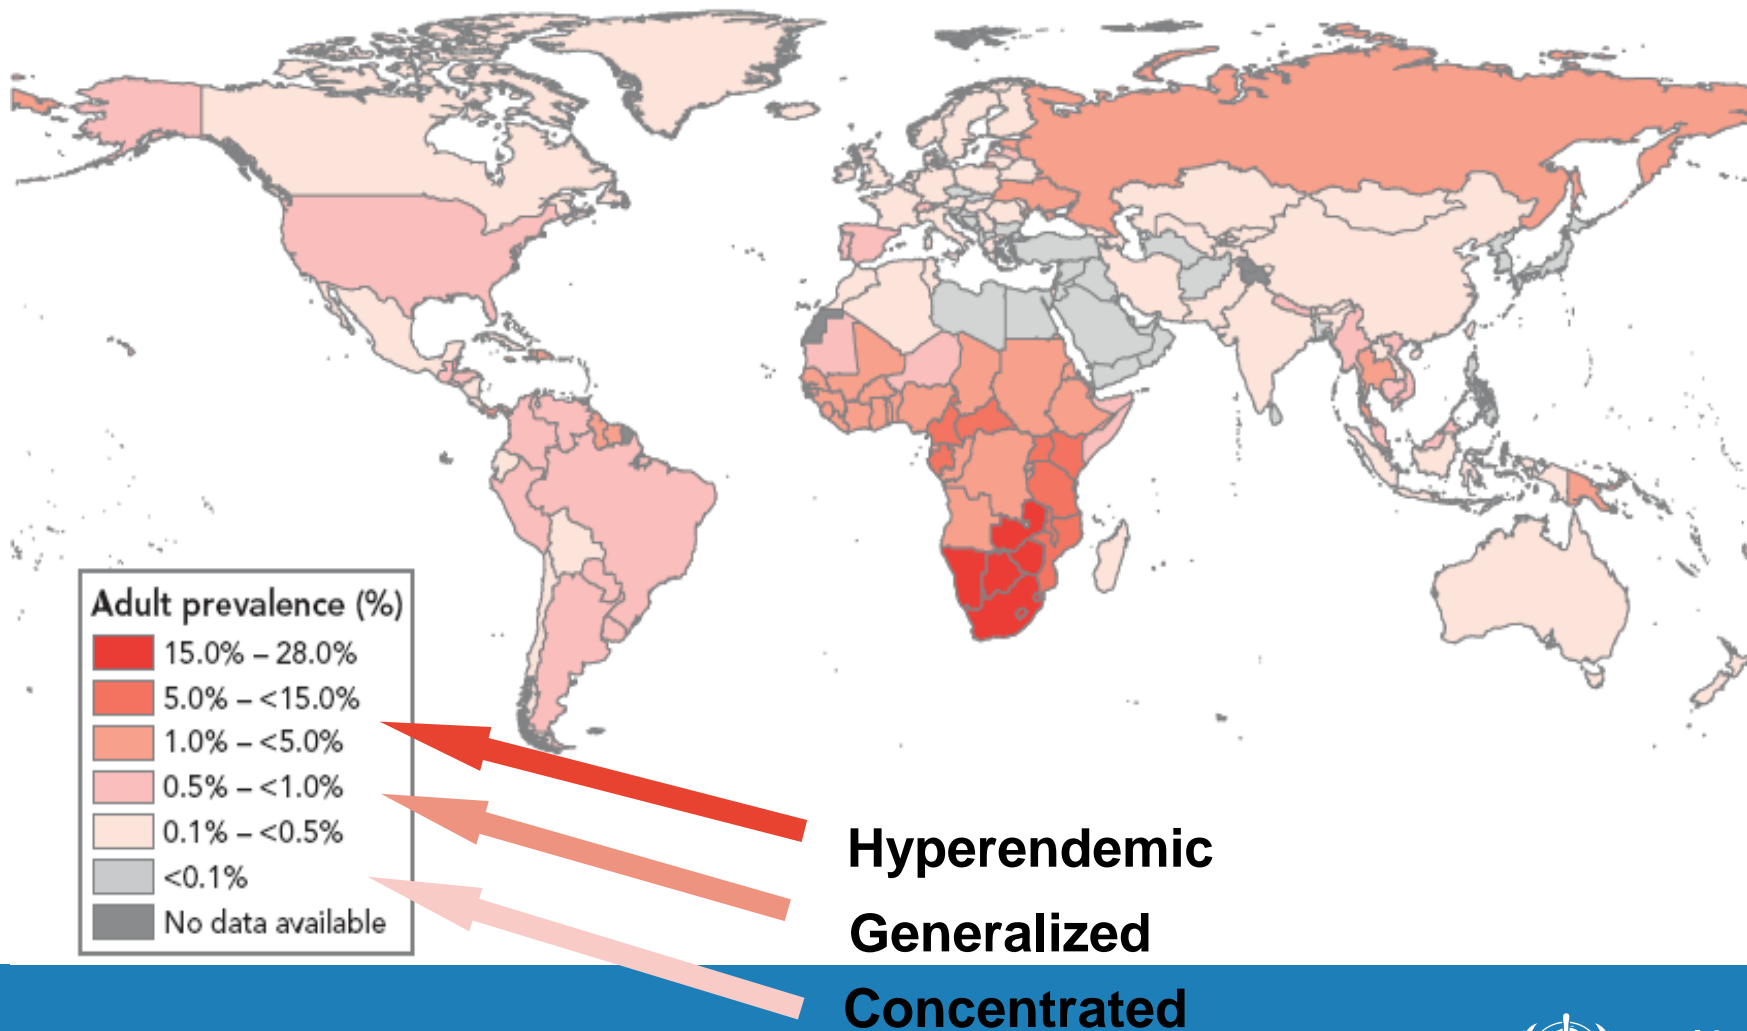 Adult prevalence (%)
15.0% – 28.0%
5.0% – <15.0%
1.0% – <5.0%
0.5% – <1.0%
0.1% – <0.5%
<0.1%
No data available
Hyperendemic
Generalized
Concentrated